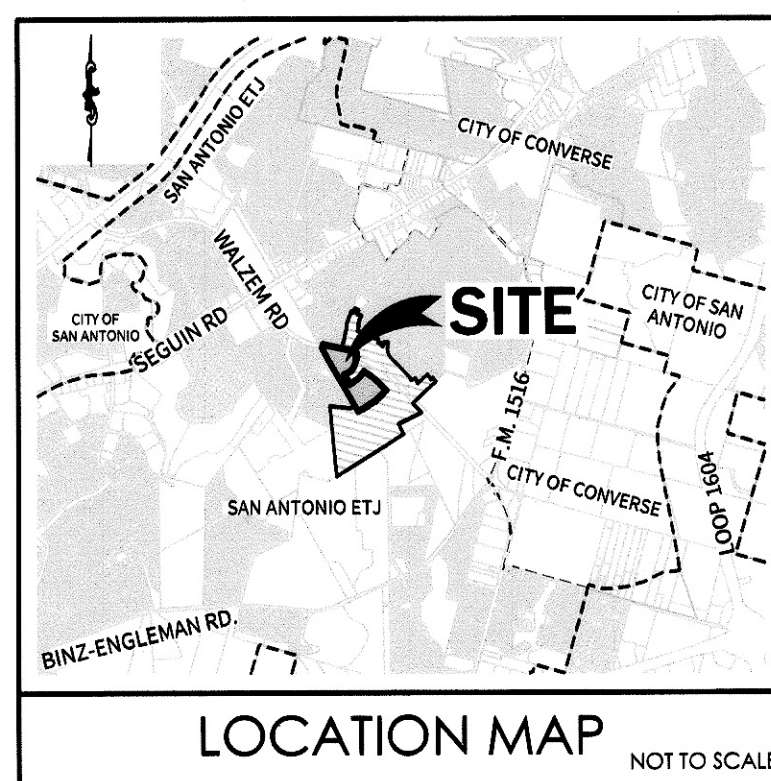 SAN ANTONIO ETJ
CITY OF CONVERSE
WALZEM RD
CITY OF
SAN ANTONIO
SEGUIN RD
SITE
CITY OF SAN
ANTONIO
F.M. 1516
CITY OF CONVERSE
LOOP 1604
SAN ANTONIO ETJ
BINZ-ENGLEMAN RD.
LOCATION MAP
NOT TO SCALE